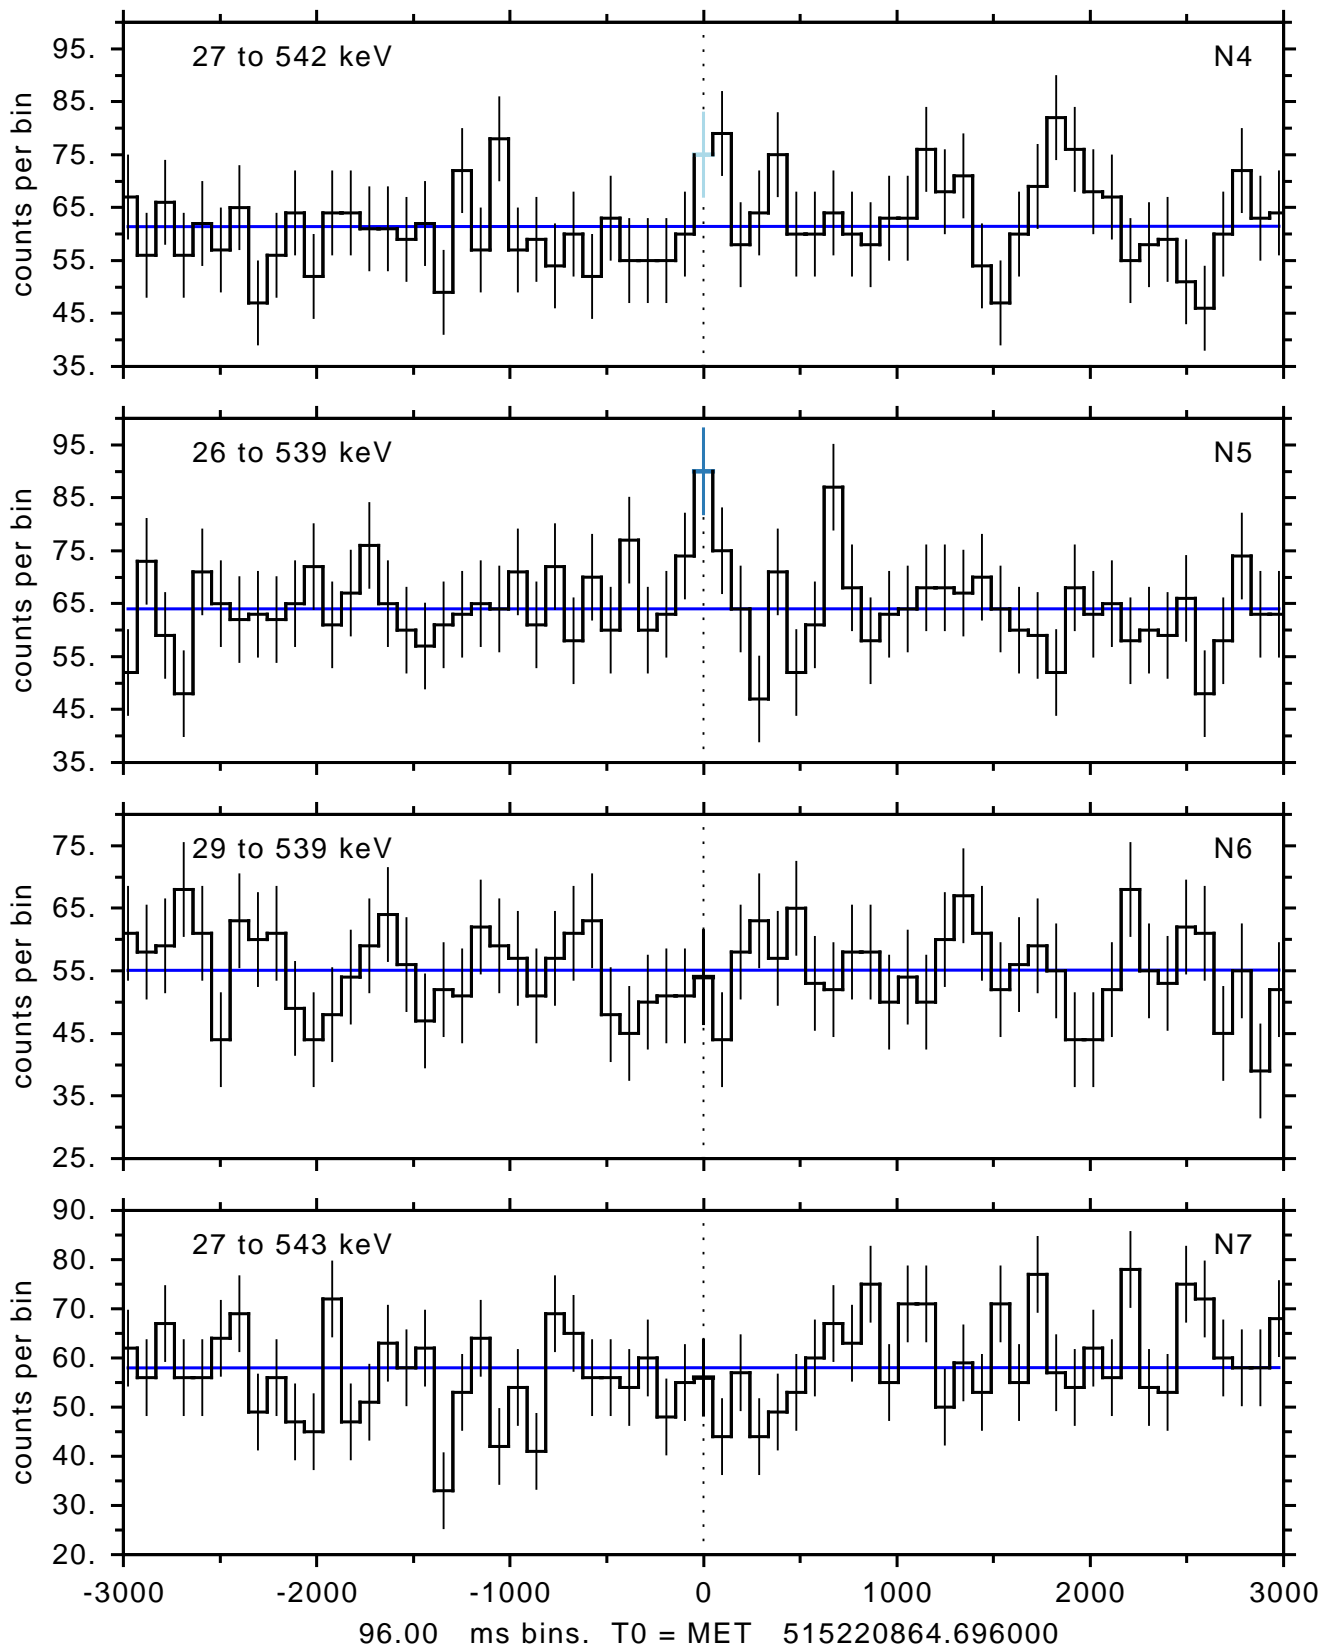 27 to 542 keV N4
95.
85.
75.
65.
55.
45.
35.
counts per bin
26 to 539 keV N5
95.
85.
75.
65.
55.
45.
35.
counts per bin
29 to 539 keV N6
75.
65.
55.
45.
35.
25.
counts per bin
27 to 543 keV N7
90.
80.
70.
60.
50.
40.
30.
20.
counts per bin
-3000 -2000 -1000 0 1000 2000 3000
96.00 ms bins. T0 = MET 515220864.696000